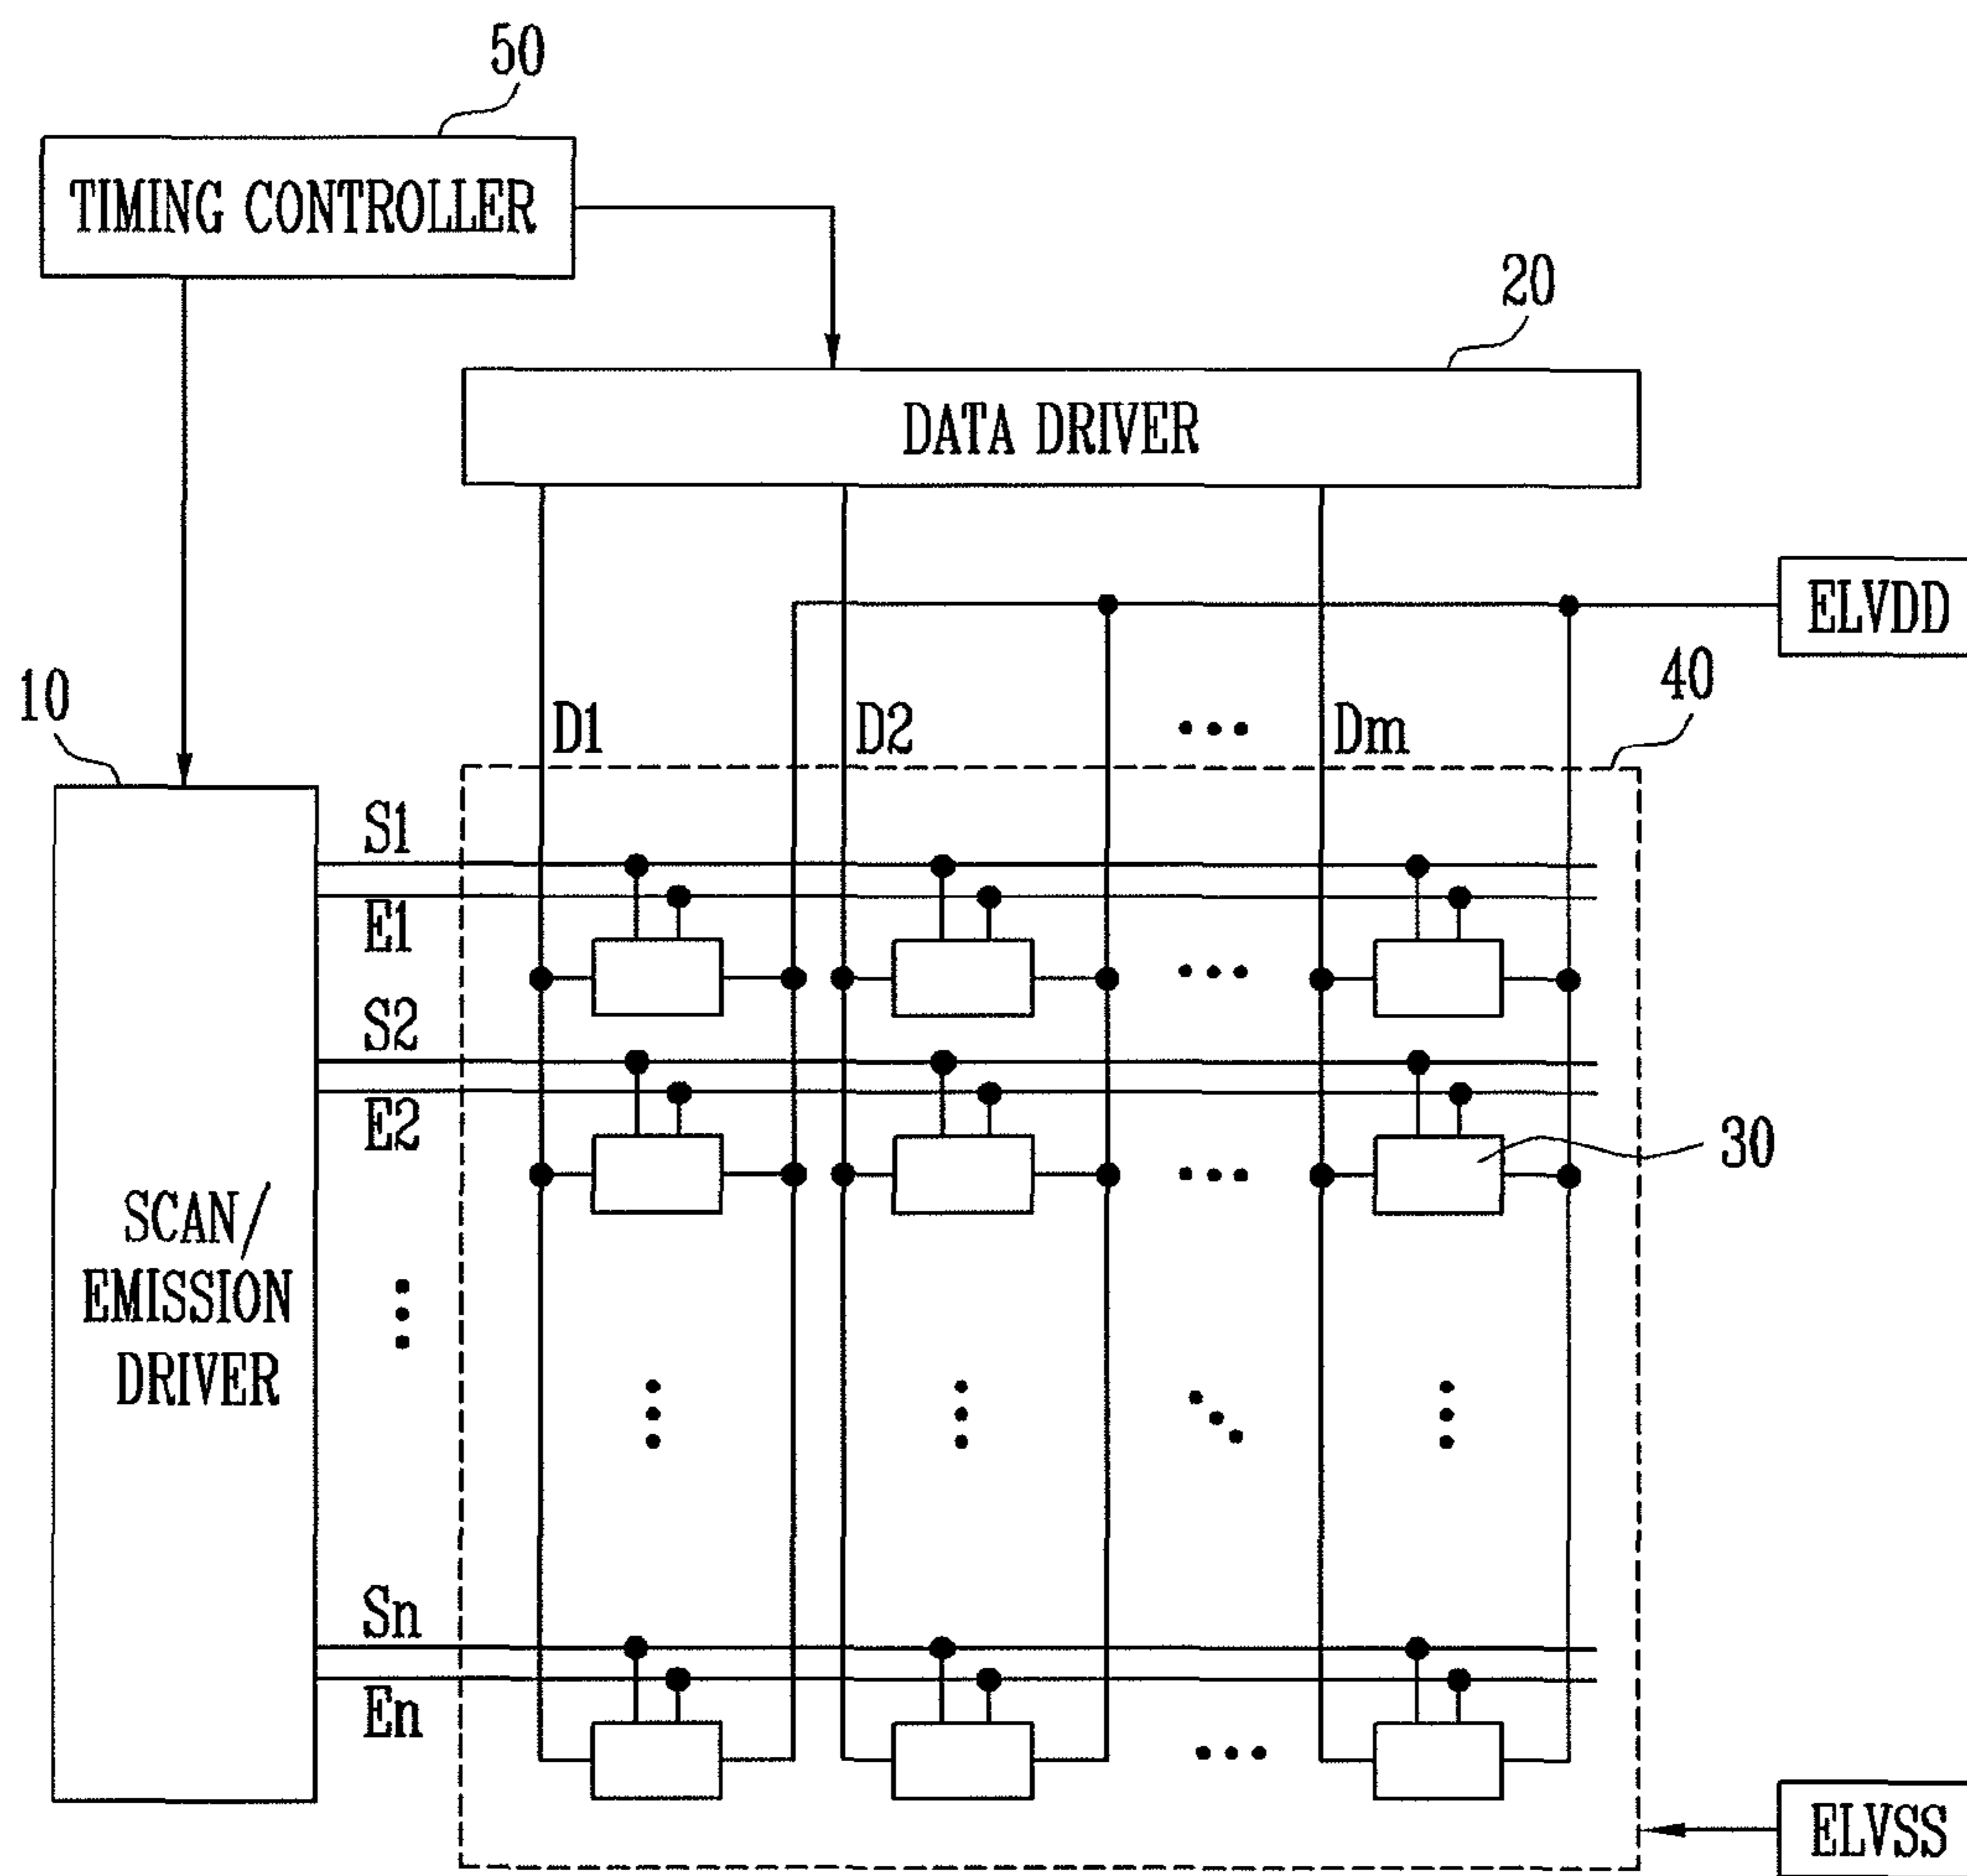 50
TIMING CONTROLLER
20
DATA DRIVER
ELVDD
40
10
D1
D2
Dm
S1
E1
S2
E2
30
SCAN/
EMISSION
DRIVER
Sn
En
ELVSS